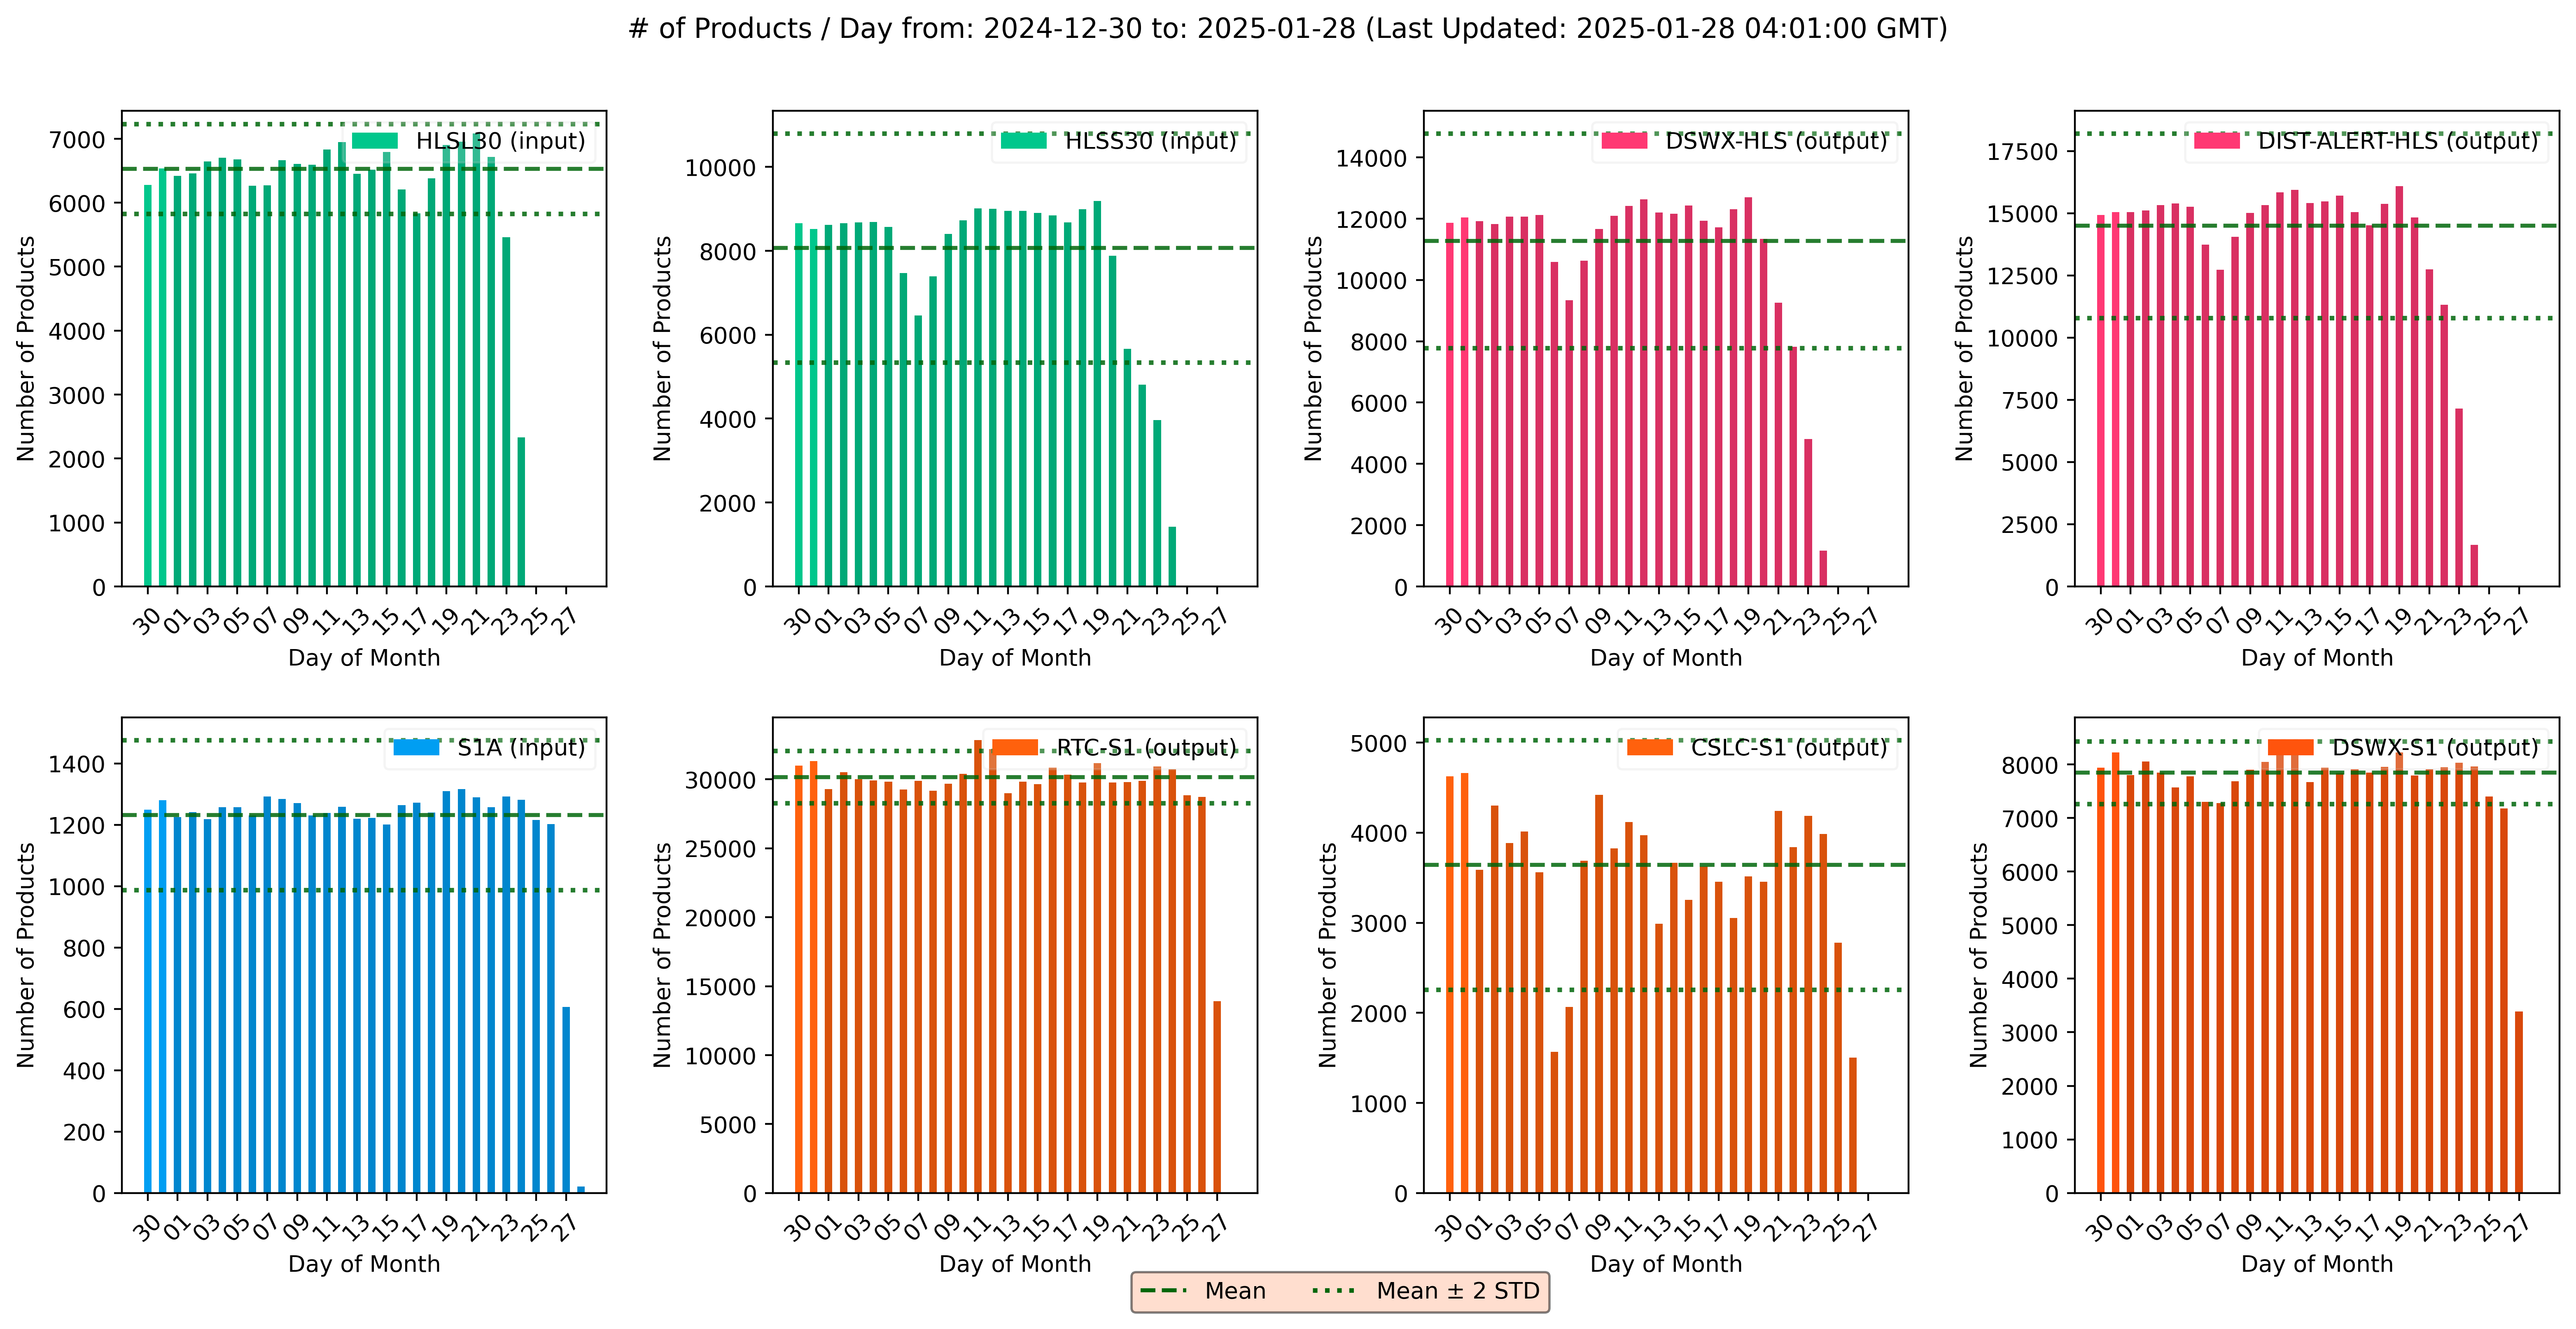 # of Products / Day from: 2024-12-30 to: 2025-01-28 (Last Updated: 2025-01-28 04:01:00 GMT)
HLSL30 (input)
Number of Products
7000
6000
5000
4000
3000
2000
1000
0
30 01 03 05 07 09 11 13 15 17 19 21 23 25 27
Day of Month
HLSS30 (input)
Number of Products
10000
8000
6000
4000
2000
0
30 01 03 05 07 09 11 13 15 17 19 21 23 25 27
Day of Month
DSWX-HLS (output)
Number of Products
14000
12000
10000
8000
6000
4000
2000
0
30 01 03 05 07 09 11 13 15 17 19 21 23 25 27
Day of Month
DIST-ALERT-HLS (output)
Number of Products
17500
15000
12500
10000
7500
5000
2500
0
30 01 03 05 07 09 11 13 15 17 19 21 23 25 27
Day of Month
S1A (input)
Number of Products
1400
1200
1000
800
600
400
200
0
30 01 03 05 07 09 11 13 15 17 19 21 23 25 27
Day of Month
RTC-S1 (output)
Number of Products
30000
25000
20000
15000
10000
5000
0
30 01 03 05 07 09 11 13 15 17 19 21 23 25 27
Day of Month
CSLC-S1 (output)
Number of Products
5000
4000
3000
2000
1000
0
30 01 03 05 07 09 11 13 15 17 19 21 23 25 27
Day of Month
DSWX-S1 (output)
Number of Products
8000
7000
6000
5000
4000
3000
2000
1000
0
30 01 03 05 07 09 11 13 15 17 19 21 23 25 27
Day of Month
Mean
Mean ± 2 STD